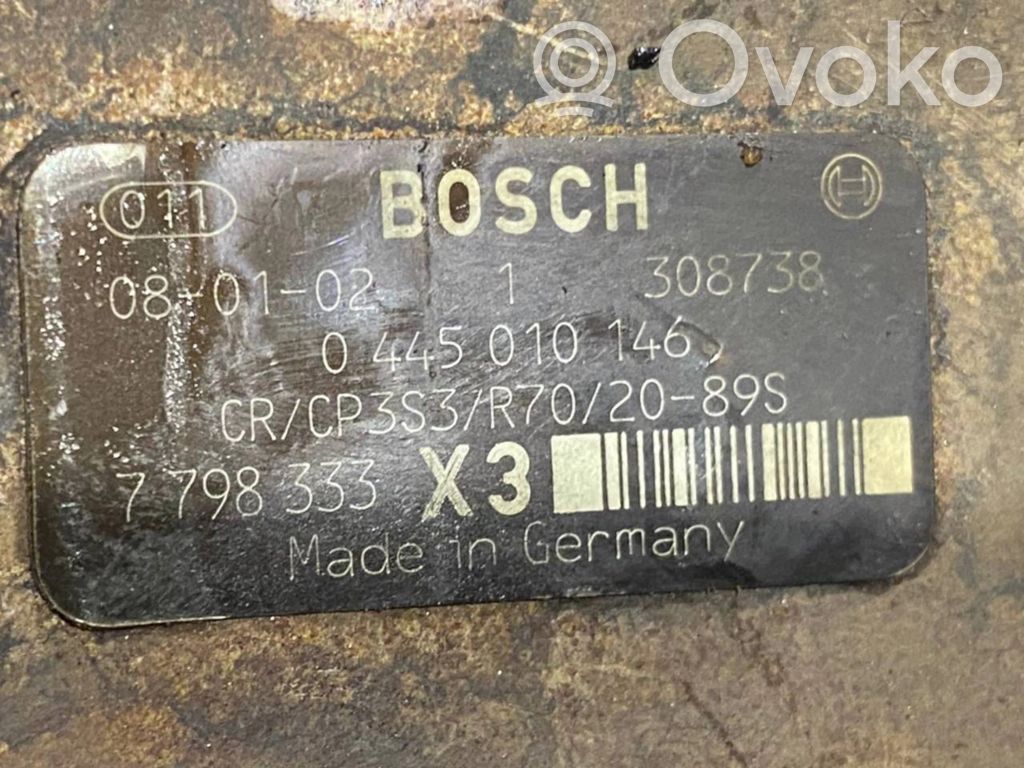 Ovoko
011 BOSCH
08-01-02 1 308738
0 445 010 146
CR/CP3S3/R70/20-89S
7 798 333 X3
Made in Germany